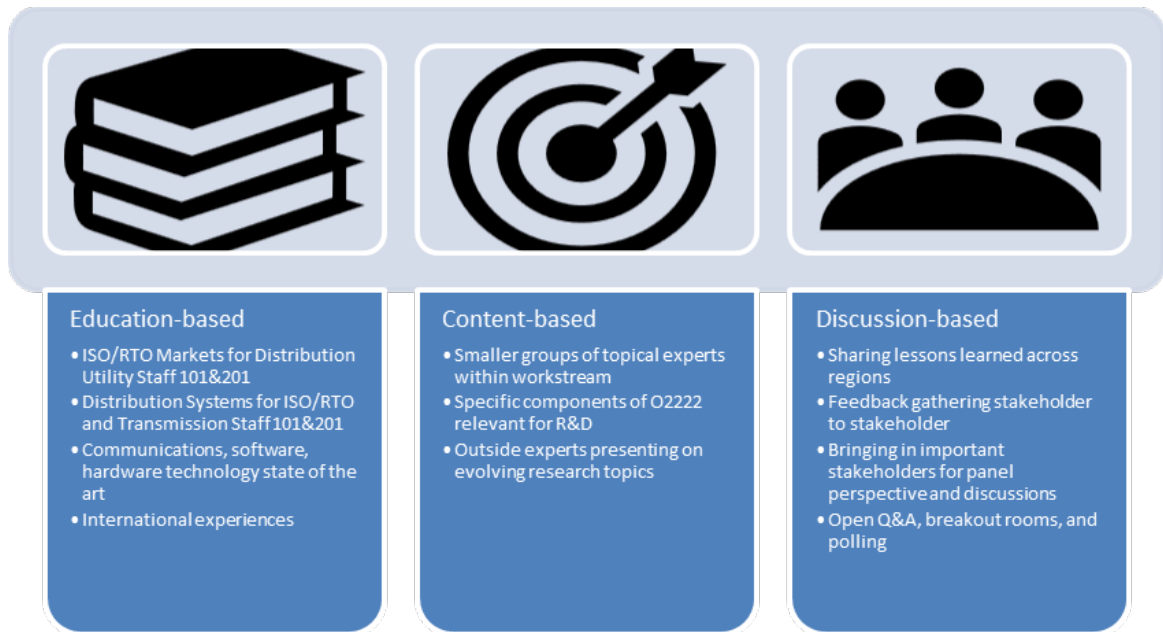 Education-based
• ISO/RTO Markets for Distribution
Utility Staff 101&201
• Distribution Systems for ISO/RTO
and Transmission Staff 101&201
• Communications, software,
hardware technology state of the
art
• International experiences
Content-based
• Smaller groups of topical experts
within workstream
• Specific components of O2222
relevant for R&D
• Outside experts presenting on
evolving research topics
Discussion-based
• Sharing lessons learned across
regions
• Feedback gathering stakeholder
to stakeholder
• Bringing in important
stakeholders for panel
perspective and discussions
• Open Q&A, breakout rooms, and
polling